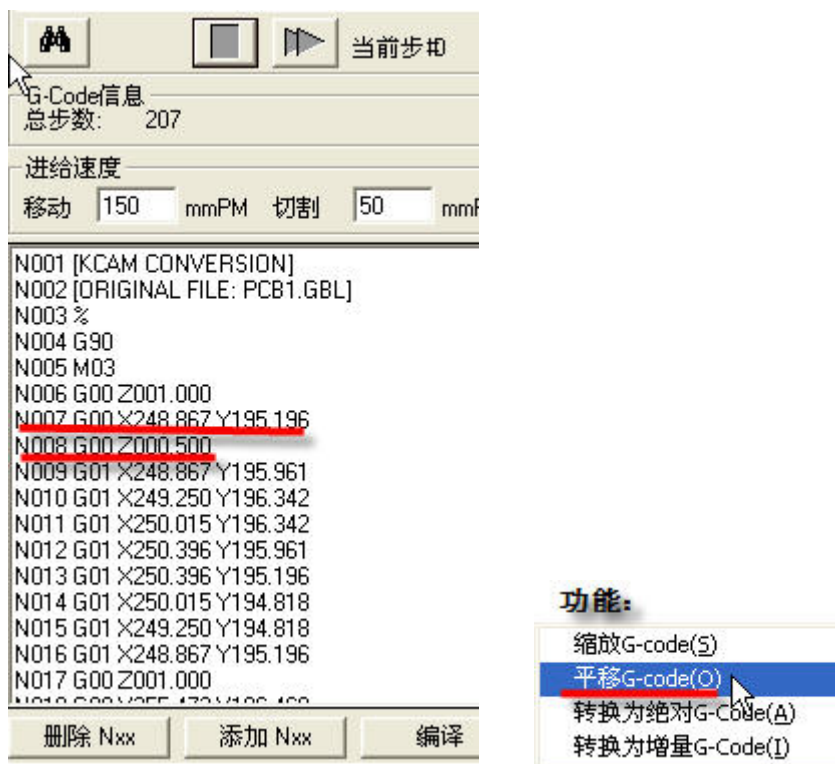 当前步#0
G-Code信息
总步数: 207
进给速度
移动 150 mmPM 切割 50
N001 [KCAM CONVERSION]
N002 [ORIGINAL FILE: PCB1.GBL]
N003 %
N004 G90
N005 M03
N006 G00 Z001.000
N007 G00 X248.867 Y195.196
N008 G00 Z000.500
N009 G01 X248.867 Y195.961
N010 G01 X249.250 Y196.342
N011 G01 X250.015 Y196.342
N012 G01 X250.396 Y195.961
N013 G01 X250.396 Y195.196
N014 G01 X250.015 Y194.818
N015 G01 X249.250 Y194.818
N016 G01 X248.867 Y195.196
N017 G00 Z001.000
删除 Nxx 添加 Nxx 编译
功能:
缩放G-code(S)
平移G-code(O)
转换为绝对G-Code(A)
转换为增量G-Code(I)